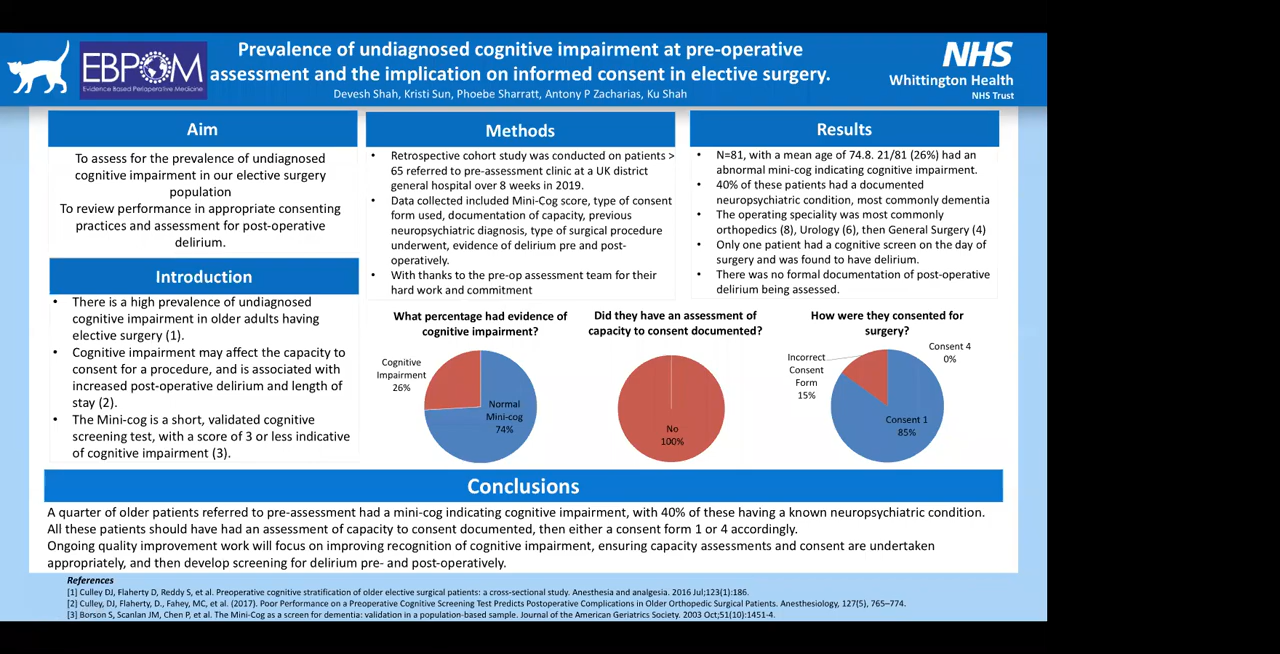 EBPOM
Evidence Based Perioperative Medicine
Prevalence of undiagnosed cognitive impairment at pre-operative
assessment and the implication on informed consent in elective surgery.
Devesh Shah, Kristi Sun, Phoebe Sharratt, Antony P Zacharias, Ku Shah
NHS
Whittington Health
NHS Trust
Aim
To assess for the prevalence of undiagnosed
cognitive impairment in our elective surgery
population
To review performance in appropriate consenting
practices and assessment for post-operative
delirium.
Introduction
• There is a high prevalence of undiagnosed
cognitive impairment in older adults having
elective surgery (1).
• Cognitive impairment may affect the capacity to
consent for a procedure, and is associated with
increased post-operative delirium and length of
stay (2).
• The Mini-cog is a short, validated cognitive
screening test, with a score of 3 or less indicative
of cognitive impairment (3).
Methods
• Retrospective cohort study was conducted on patients >
65 referred to pre-assessment clinic at a UK district
general hospital over 8 weeks in 2019.
• Data collected included Mini-Cog score, type of consent
form used, documentation of capacity, previous
neuropsychiatric diagnosis, type of surgical procedure
underwent, evidence of delirium pre and post-
operatively.
• With thanks to the pre-op assessment team for their
hard work and commitment
Results
• N=81, with a mean age of 74.8. 21/81 (26%) had an
abnormal mini-cog indicating cognitive impairment.
• 40% of these patients had a documented
neuropsychiatric condition, most commonly dementia
• The operating speciality was most commonly
orthopedics (8), Urology (6), then General Surgery (4)
• Only one patient had a cognitive screen on the day of
surgery and was found to have delirium.
• There was no formal documentation of post-operative
delirium being assessed.
What percentage had evidence of
cognitive impairment?
Cognitive
Impairment
26%
Normal
Mini-cog
74%
Did they have an assessment of
capacity to consent documented?
No
100%
How were they consented for
surgery?
Incorrect
Consent
Form
15%
Consent 4
0%
Consent 1
85%
Conclusions
A quarter of older patients referred to pre-assessment had a mini-cog indicating cognitive impairment, with 40% of these having a known neuropsychiatric condition.
All these patients should have had an assessment of capacity to consent documented, then either a consent form 1 or 4 accordingly.
Ongoing quality improvement work will focus on improving recognition of cognitive impairment, ensuring capacity assessments and consent are undertaken
appropriately, and then develop screening for delirium pre- and post-operatively.
References
[1] Culley DJ, Flaherty D, Reddy S, et al. Preoperative cognitive stratification of older elective surgical patients: a cross-sectional study. Anesthesia and analgesia. 2016 Jul;123(1):186.
[2] Culley, DJ, Flaherty, D., Fahey, MC, et al. (2017). Poor Performance on a Preoperative Cognitive Screening Test Predicts Postoperative Complications in Older Orthopedic Surgical Patients. Anesthesiology, 127(5), 765–774.
[3] Borson S, Scanlan JM, Chen P, et al. The Mini-Cog as a screen for dementia: validation in a population-based sample. Journal of the American Geriatrics Society. 2003 Oct;51(10):1451-4.